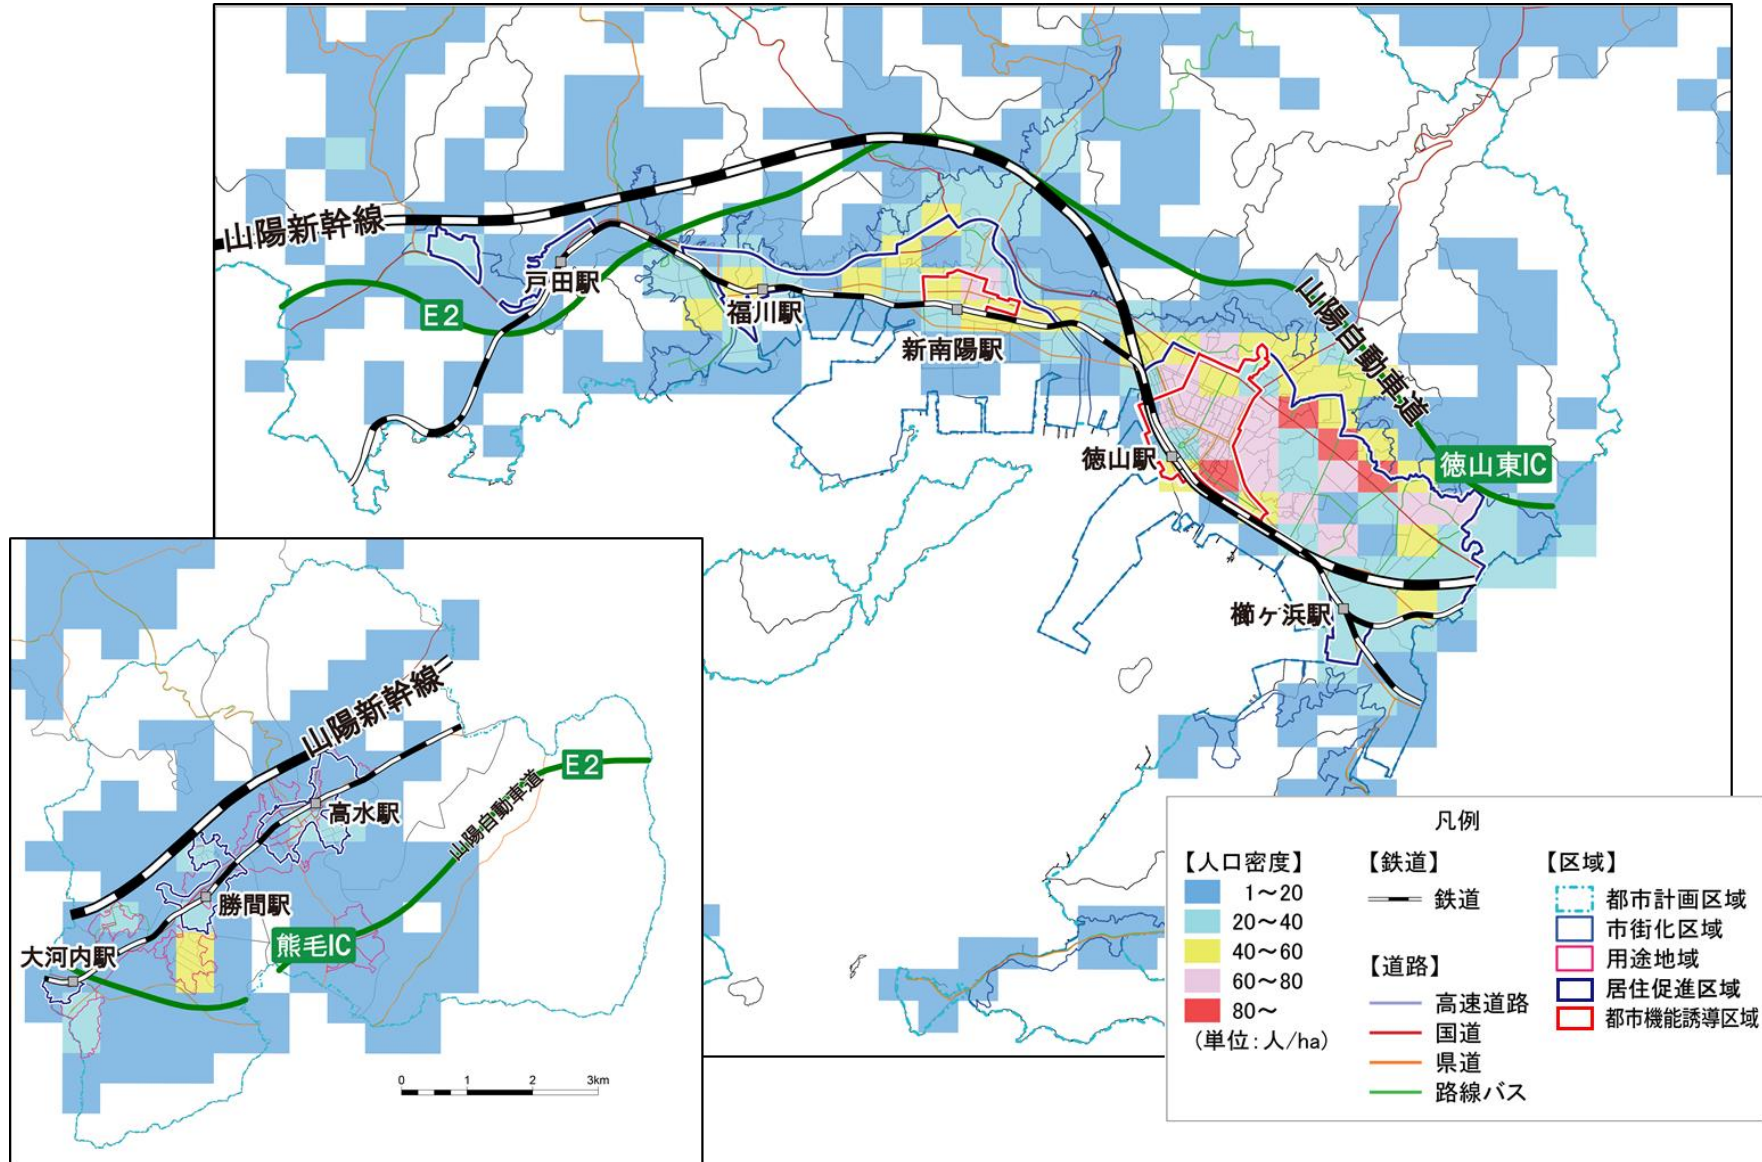 山陽新幹線
戸田駅
E2
福川駅
新南陽駅
山陽自動車道
徳山駅
徳山東IC
櫛ヶ浜駅
山陽新幹線
高水駅
E2
山陽自動車道
勝間駅
熊毛IC
大河内駅
0 1 2 3km
凡例
【人口密度】
1～20
20～40
40～60
60～80
80～
(単位：人/ha)
【鉄道】
鉄道
【道路】
高速道路
国道
県道
路線バス
【区域】
都市計画区域
市街化区域
用途地域
居住促進区域
都市機能誘導区域